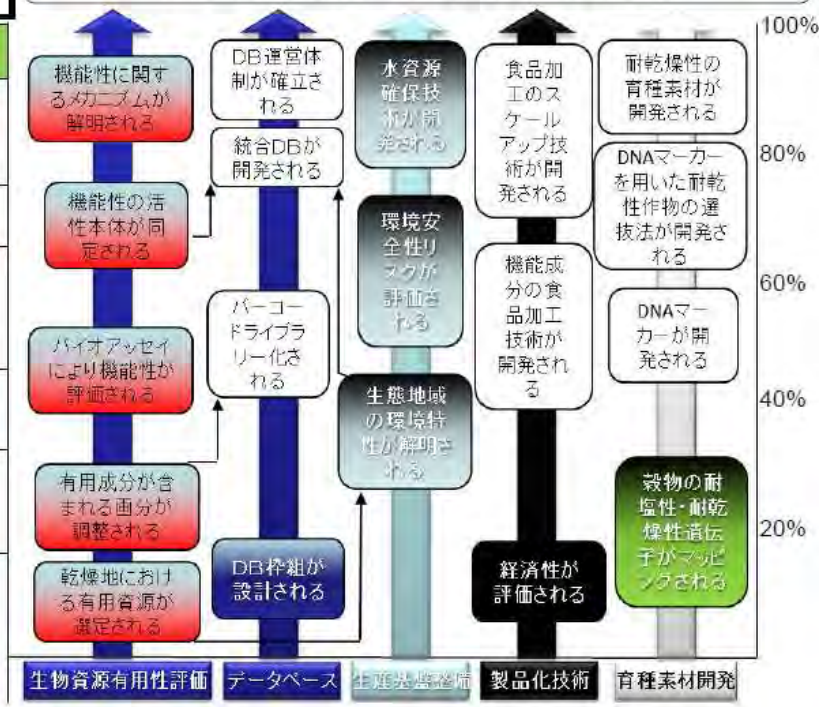 機能性に関す
るメカニズムが
解明される
機能性の活
性本体が同
定される
バイオアッセイ
により機能性が
評価される
有用成分が含
まれる画分が
調整される
乾燥地におけ
る有用資源が
選定される
生物資源有用性評価
DB運営体
制が確立さ
れる
統合DBが
開発される
バーコー
ドライブラ
リー化さ
れる
DB枠組が
設計される
データベース
水資源
確保技
術が開
発される
環境安
全性リ
スクが
評価さ
れる
生態地域
の環境特
性が解明さ
れる
生産基盤整備
食品加
工のス
ケール
アップ技
術が開
発される
機能成
分の食
品加工
技術が
開発され
る
経済性が
評価される
製品化技術
耐乾燥性の
育種素材が
開発される
DNAマーカー
を用いた耐乾
性作物の選
抜法が開発さ
れる
DNAマー
カーが開
発される
穀物の耐
塩性・耐乾
燥性遺伝
子がマッピ
ングされる
育種素材開発
100%
80%
60%
40%
20%